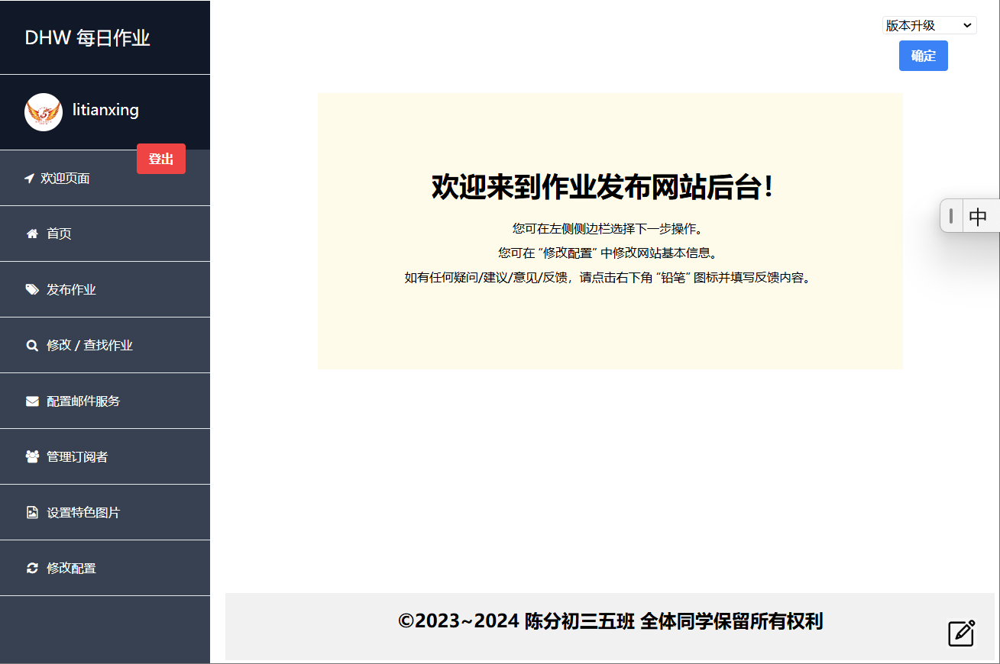 DHW 每日作业
litianxing
登出
欢迎页面
首页
发布作业
修改 / 查找作业
配置邮件服务
管理订阅者
设置特色图片
修改配置
版本升级
确定
欢迎来到作业发布网站后台！
您可在左侧侧边栏选择下一步操作。
您可在 “修改配置” 中修改网站基本信息。
如有任何疑问/建议/意见/反馈，请点击右下角 “铅笔” 图标并填写反馈内容。
中
©2023~2024 陈分初三五班 全体同学保留所有权利